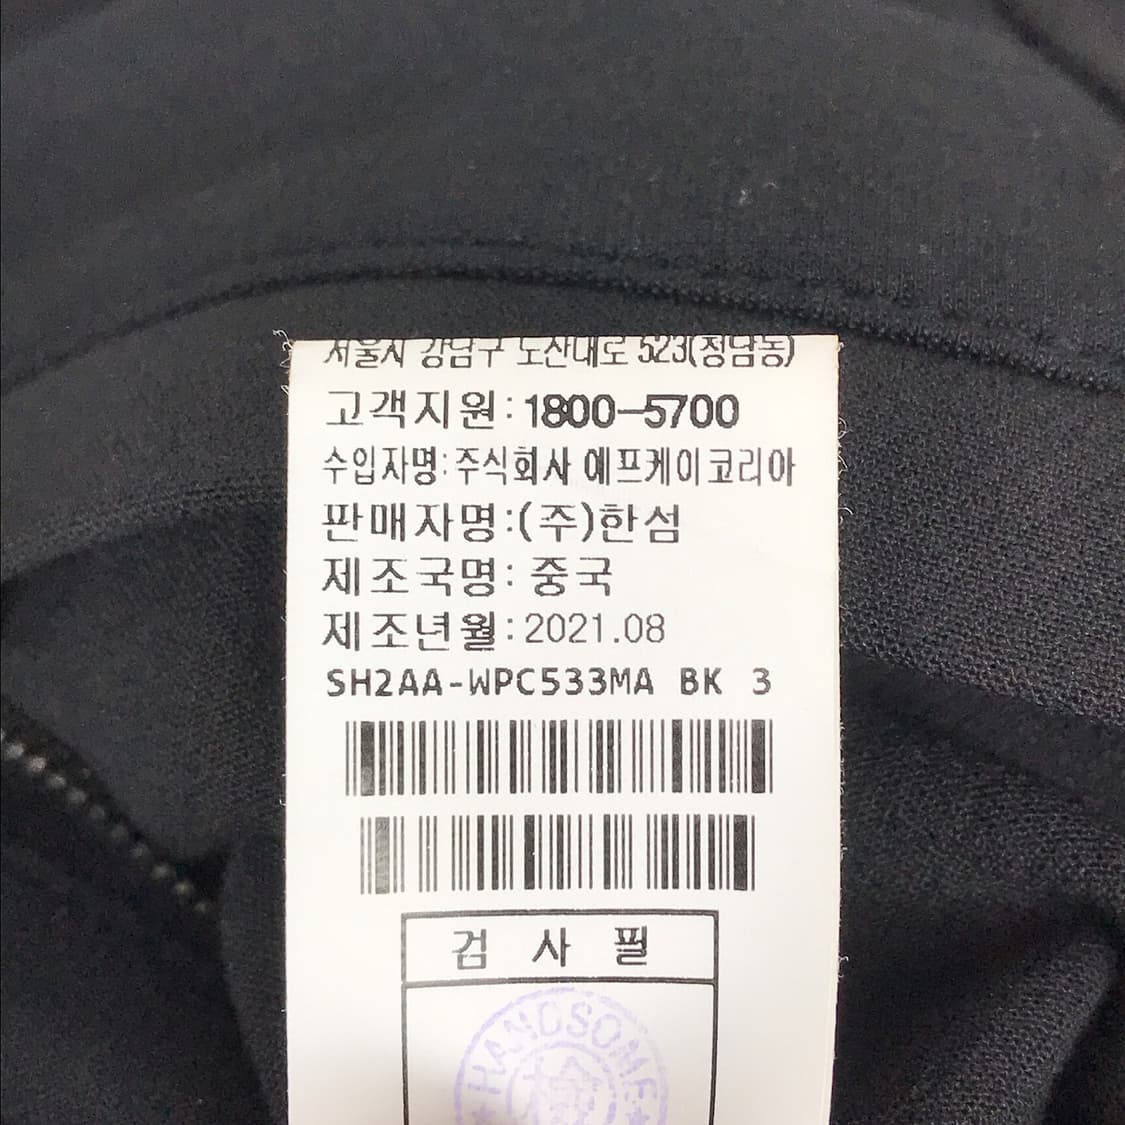 서울시 강남구 도산대로 523(청담동)
고객지원:1800-5700
수입자명:주식회사 에프케이코리아
판매자명:(주)한섬
제조국명: 중국
제조년월:2021.08
SH2AA-WPC533MA BK 3
검 사 필
HANDSOME
檢